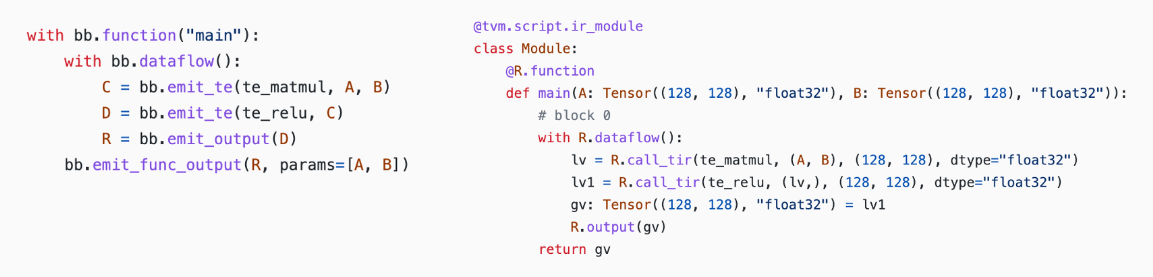 with bb.function("main"):
    with bb.dataflow():
        C = bb.emit_te(te_matmul, A, B)
        D = bb.emit_te(te_relu, C)
        R = bb.emit_output(D)
    bb.emit_func_output(R, params=[A, B])
@tvm.script.ir_module
class Module:
    @R.function
    def main(A: Tensor((128, 128), "float32"), B: Tensor((128, 128), "float32")):
        # block 0
        with R.dataflow():
            lv = R.call_tir(te_matmul, (A, B), (128, 128), dtype="float32")
            lv1 = R.call_tir(te_relu, (lv,), (128, 128), dtype="float32")
            gv: Tensor((128, 128), "float32") = lv1
            R.output(gv)
        return gv